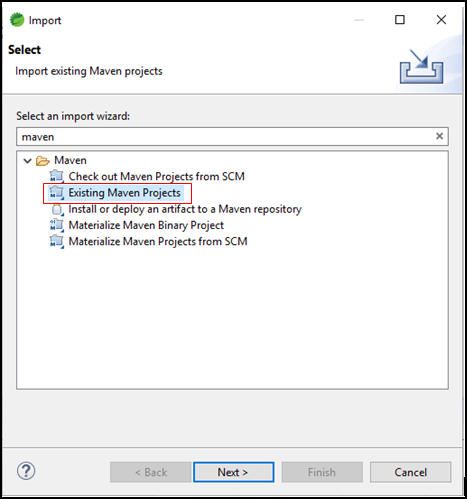 Import
Select
Import existing Maven projects
Select an import wizard:
maven
Maven
Check out Maven Projects from SCM
Existing Maven Projects
Install or deploy an artifact to a Maven repository
Materialize Maven Binary Project
Materialize Maven Projects from SCM
< Back Next > Finish Cancel